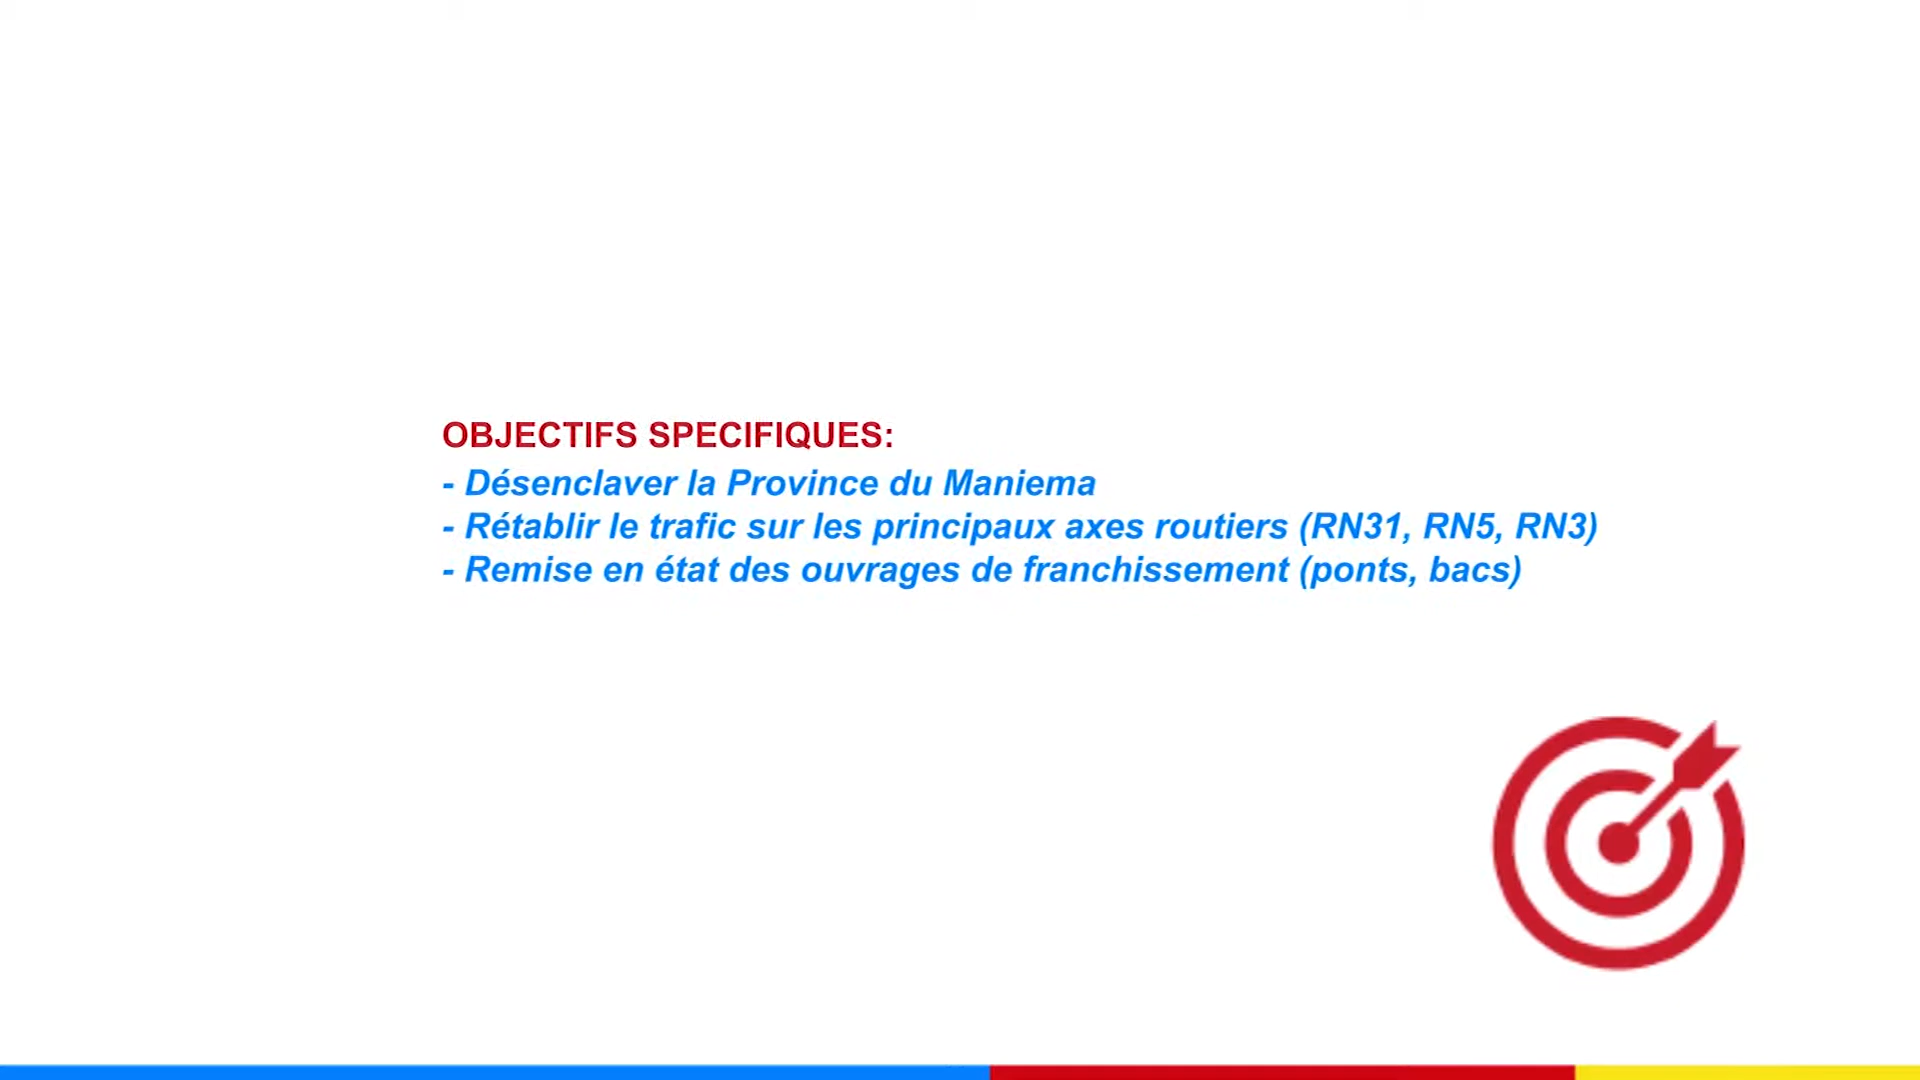 OBJECTIFS SPECIFIQUES:
- Désenclaver la Province du Maniema
- Rétablir le trafic sur les principaux axes routiers (RN31, RN5, RN3)
- Remise en état des ouvrages de franchissement (ponts, bacs)